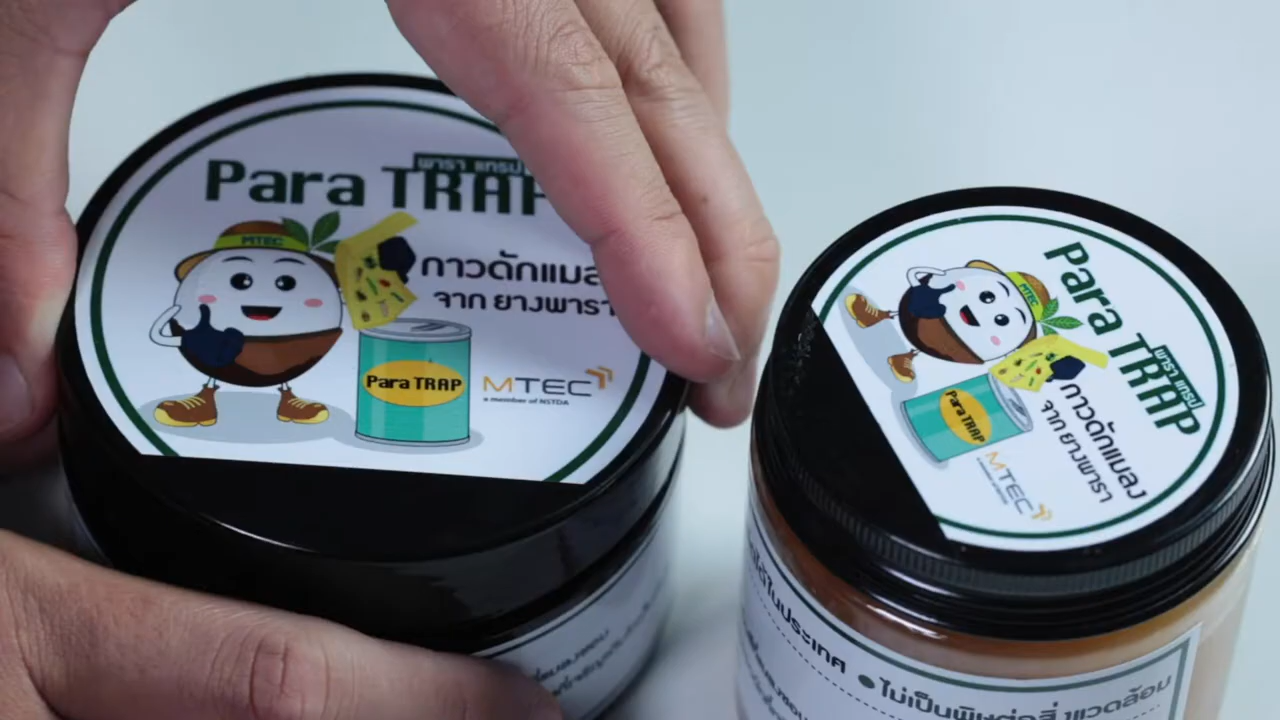 พารา แทรป
Para TRAP
MTEC
กาวดักแมลง
จาก ยางพารา
Para TRAP
MTEC
a member of NSTDA
พารา แทรป
Para TRAP
MTEC
กาวดักแมลง
จาก ยางพารา
Para TRAP
MTEC
ในประเทศ
●ไม่เป็นพิษต่อสิ่งแวดล้อม